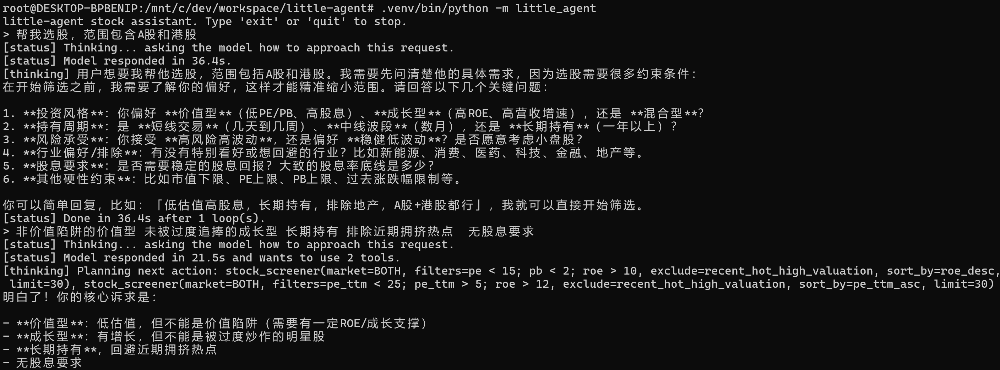 root@DESKTOP-BPBENIP:/mnt/c/dev/workspace/little-agent# .venv/bin/python -m little_agent
little-agent stock assistant. Type 'exit' or 'quit' to stop.
> 帮我选股，范围包含A股和港股
[status] Thinking... asking the model how to approach this request.
[status] Model responded in 36.4s.
[thinking] 用户想要我帮他选股，范围包括A股和港股。我需要先问清楚他的具体需求，因为选股需要很多约束条件：
在开始筛选之前，我需要了解你的偏好，这样才能精准缩小范围。请回答以下几个关键问题：
1. **投资风格**：你偏好 **价值型**（低PE/PB、高股息）、**成长型**（高ROE、高营收增速），还是 **混合型**？
2. **持有周期**：是 **短线交易**（几天到几周）、**中线波段**（数月），还是 **长期持有**（一年以上）？
3. **风险承受**：你接受 **高风险高波动**，还是偏好 **稳健低波动**？是否愿意考虑小盘股？
4. **行业偏好/排除**：有没有特别看好或想回避的行业？比如新能源、消费、医药、科技、金融、地产等。
5. **股息要求**：是否需要稳定的股息回报？大致的股息率底线是多少？
6. **其他硬性约束**：比如市值下限、PE上限、PB上限、过去涨跌幅限制等。
你可以简单回复，比如：「低估值高股息，长期持有，排除地产，A股+港股都行」，我就可以直接开始筛选。
[status] Done in 36.4s after 1 loop(s).
> 非价值陷阱的价值型 未被过度追捧的成长型 长期持有 排除近期拥挤热点  无股息要求
[status] Thinking... asking the model how to approach this request.
[status] Model responded in 21.5s and wants to use 2 tools.
[thinking] Planning next action: stock_screener(market=BOTH, filters=pe < 15; pb < 2; roe > 10, exclude=recent_hot_high_valuation, sort_by=roe_desc,
limit=30), stock_screener(market=BOTH, filters=pe_ttm < 25; pe_ttm > 5; roe > 12, exclude=recent_hot_high_valuation, sort_by=pe_ttm_asc, limit=30)
明白了！你的核心诉求是：
- **价值型**：低估值，但不能是价值陷阱（需要有一定ROE/成长支撑）
- **成长型**：有增长，但不能是被过度炒作的明星股
- **长期持有**，回避近期拥挤热点
- 无股息要求